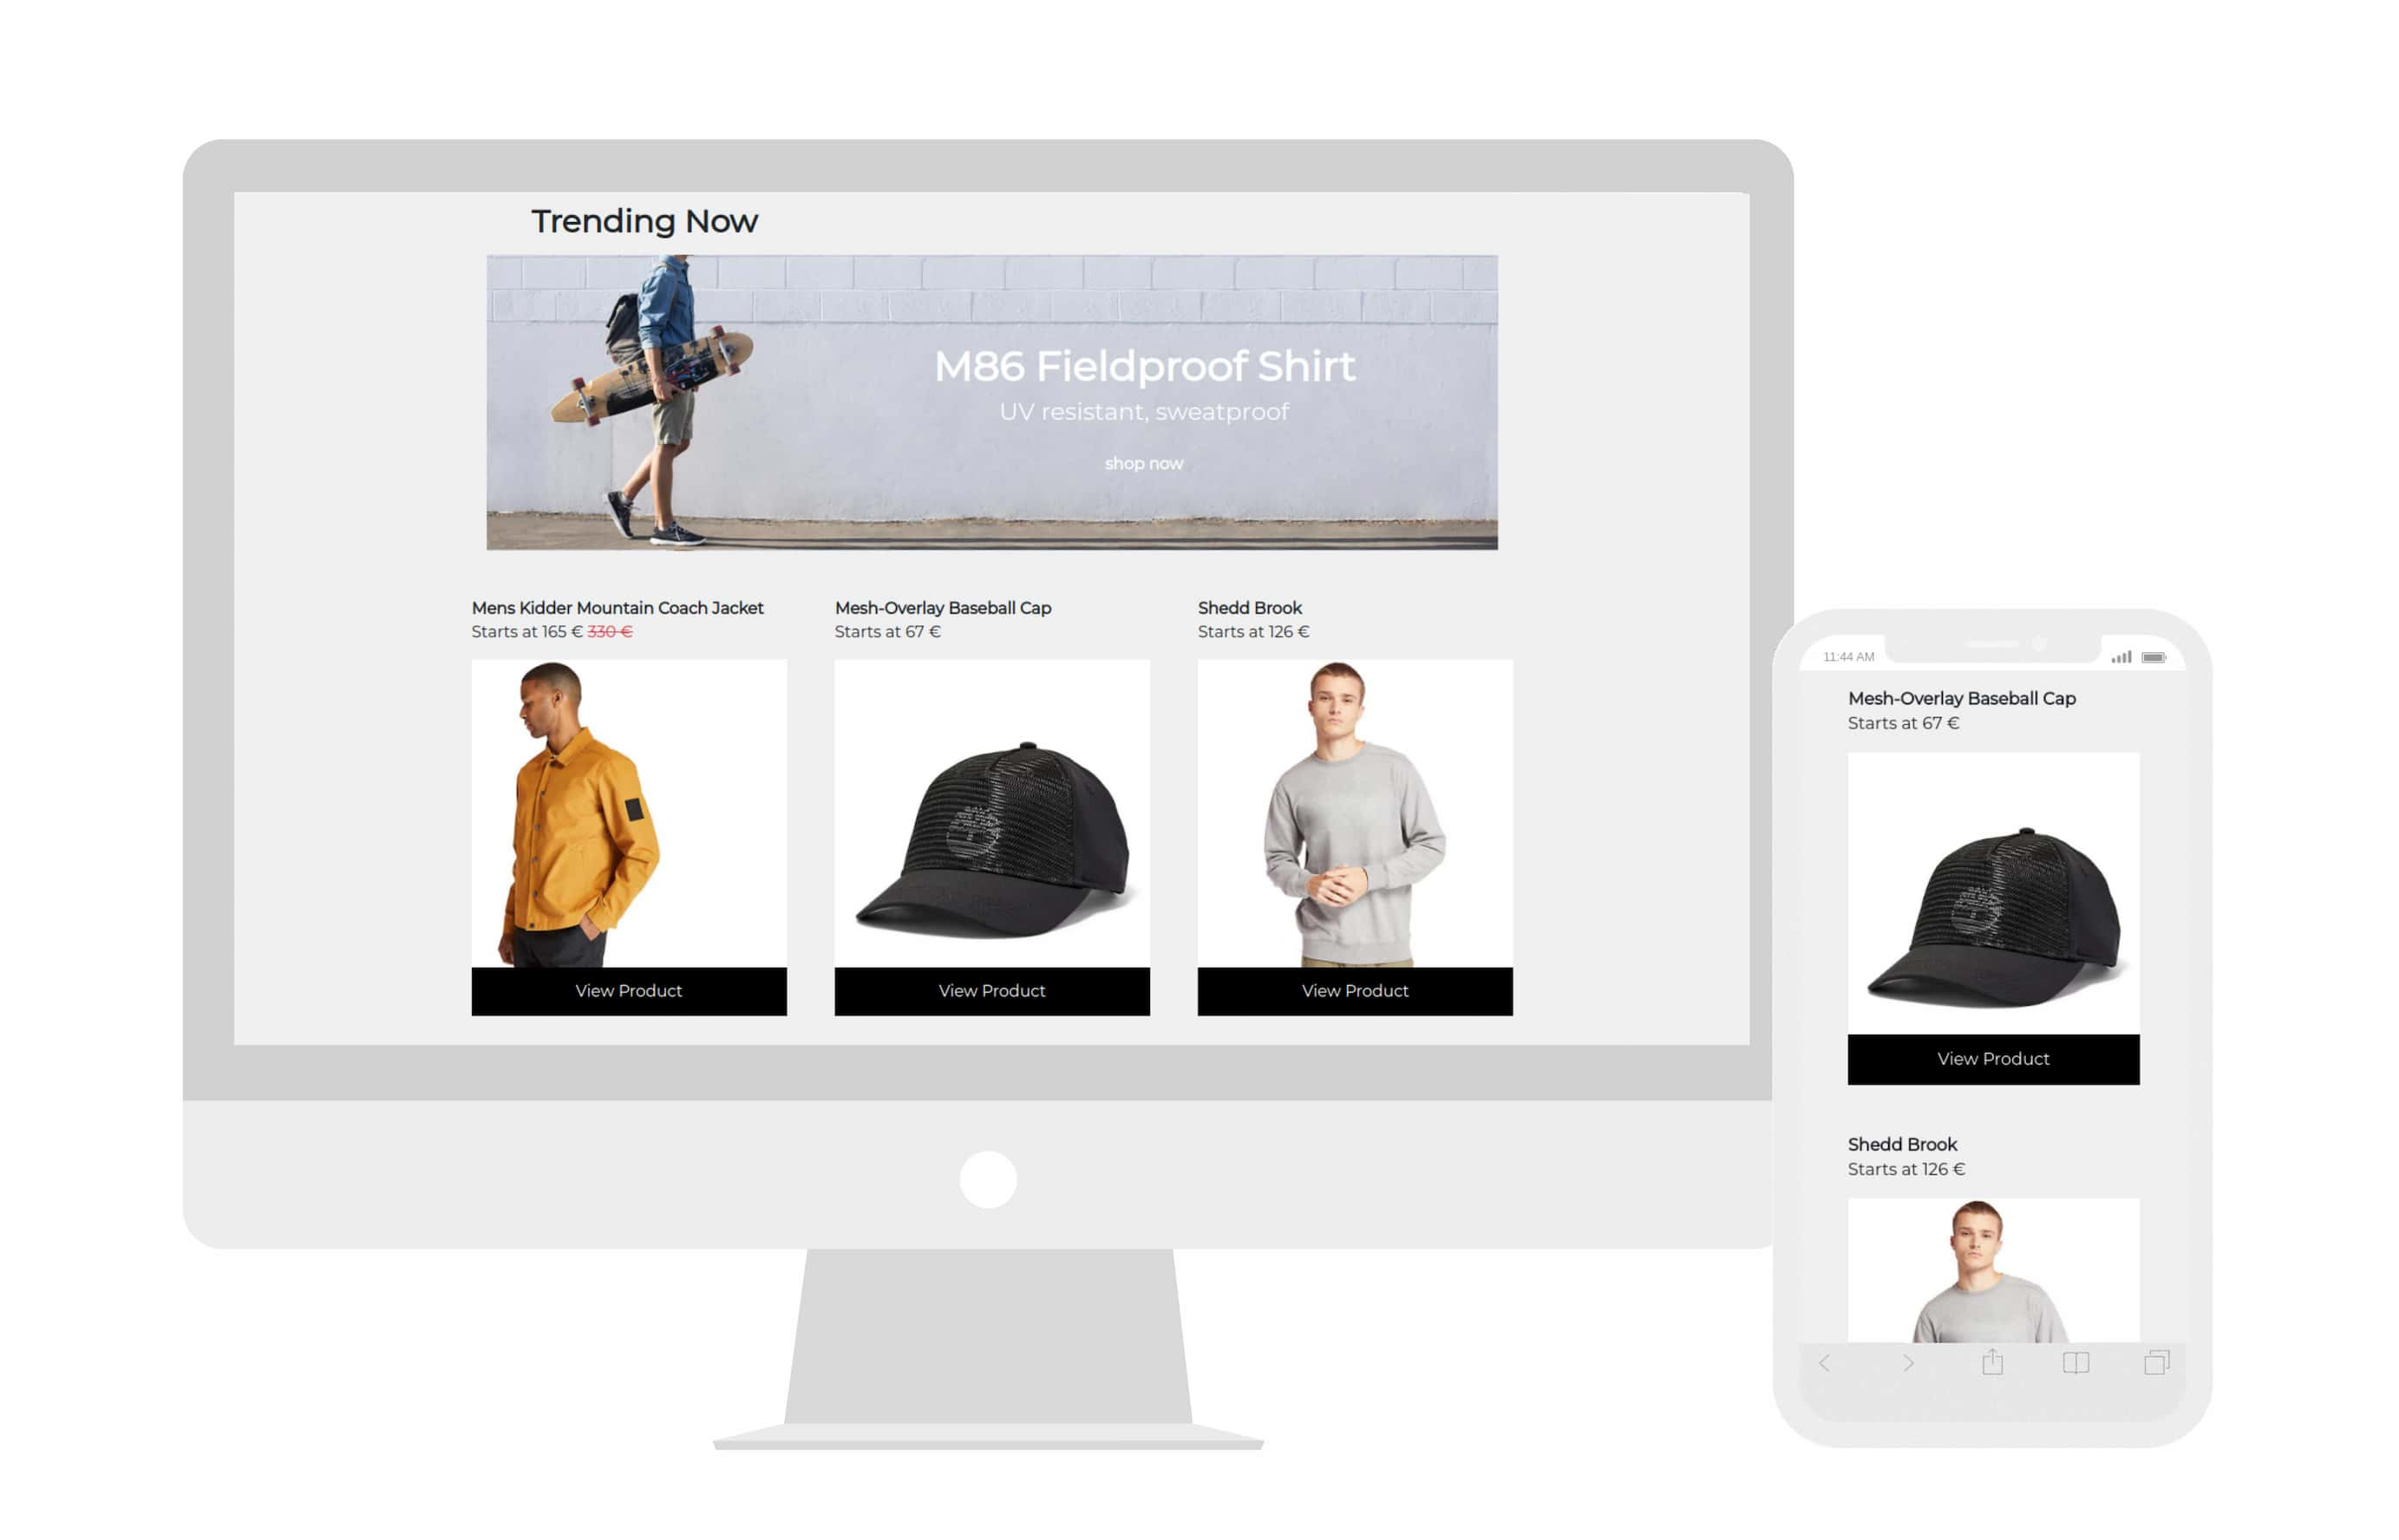 Trending Now
M86 Fieldproof Shirt
UV resistant, sweatproof
shop now
Mens Kidder Mountain Coach Jacket
Starts at 165 € 330 €
View Product
Mesh-Overlay Baseball Cap
Starts at 67 €
View Product
Shedd Brook
Starts at 126 €
View Product
11:44 AM
Mesh-Overlay Baseball Cap
Starts at 67 €
View Product
Shedd Brook
Starts at 126 €